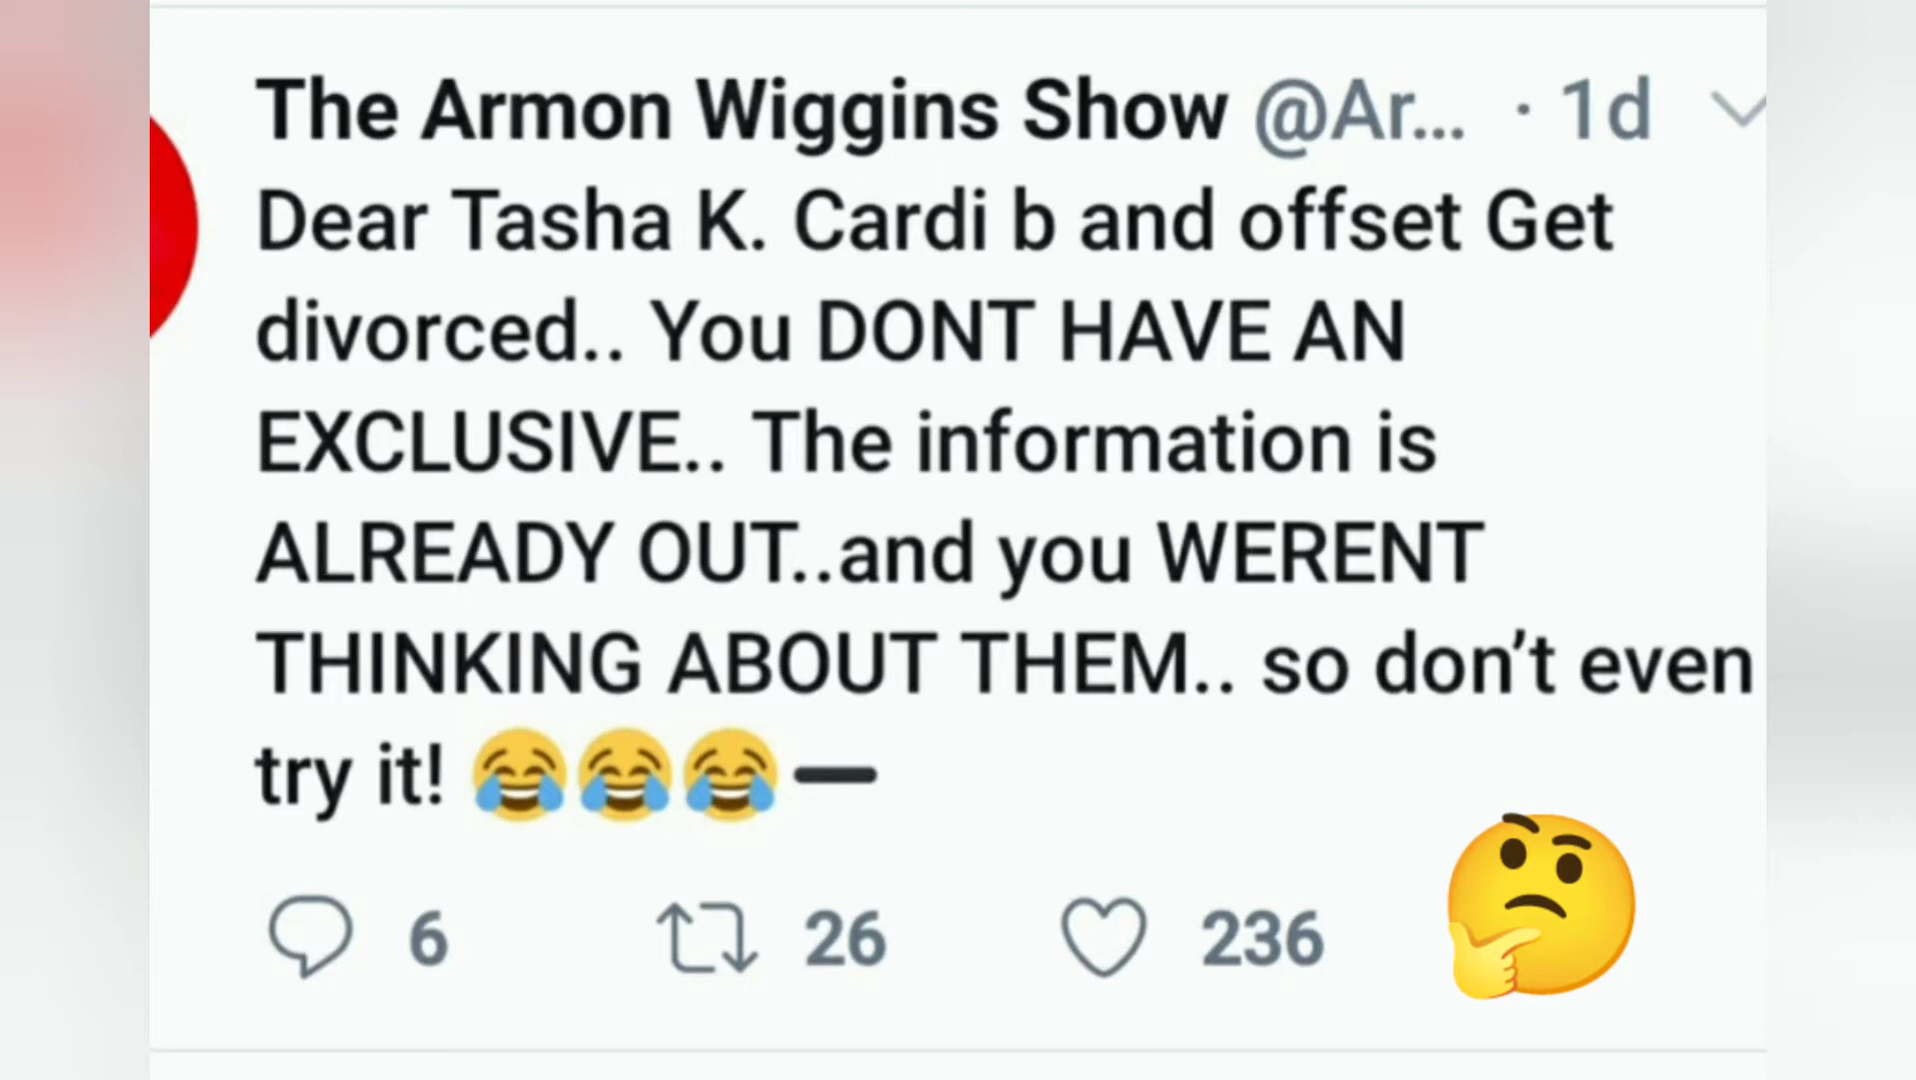 The Armon Wiggins Show @Ar... · 1d
Dear Tasha K. Cardi b and offset Get
divorced.. You DONT HAVE AN
EXCLUSIVE.. The information is
ALREADY OUT..and you WERENT
THINKING ABOUT THEM.. so don’t even
try it! 😂😂😂➖
6 26 236